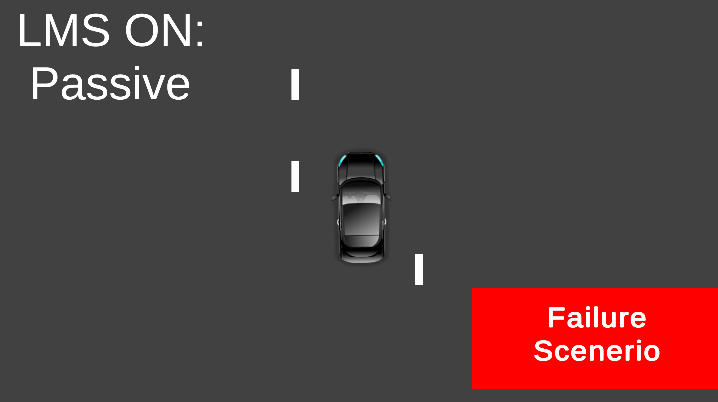 LMS ON:
Passive
Failure
Scenerio